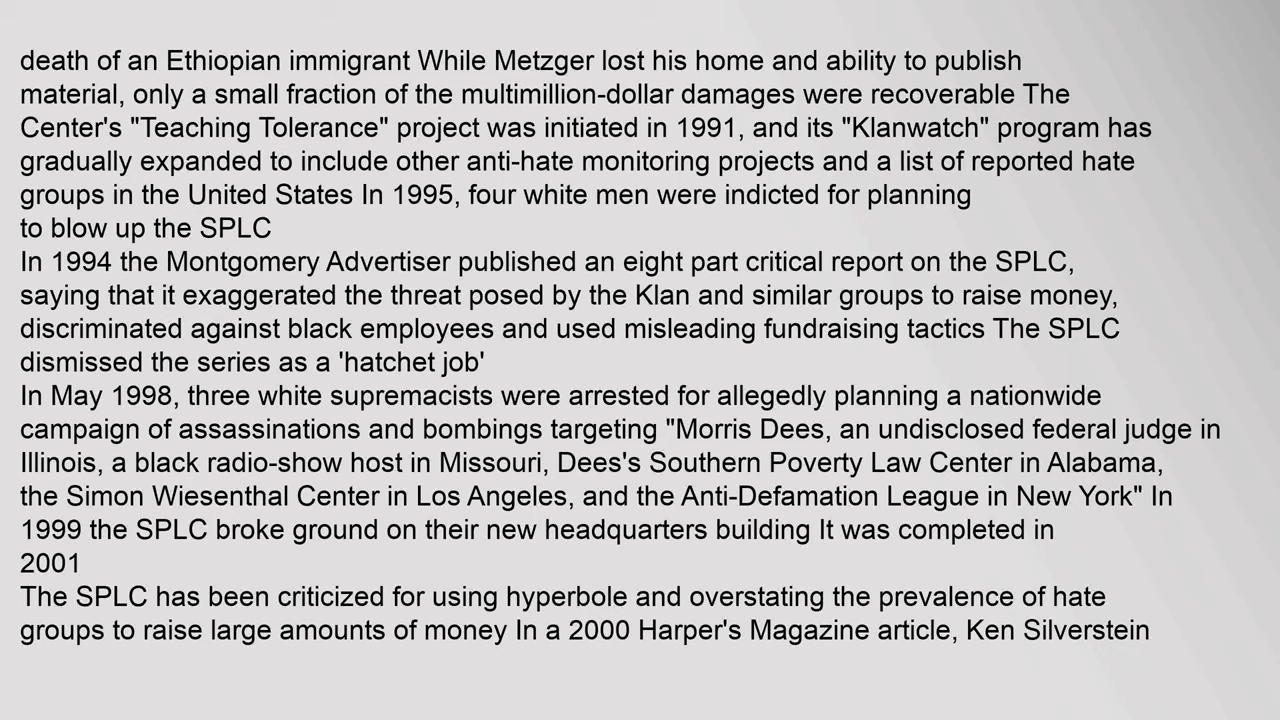 death of an Ethiopian immigrant While Metzger lost his home and ability to publish
material, only a small fraction of the multimillion-dollar damages were recoverable The
Center's "Teaching Tolerance" project was initiated in 1991, and its "Klanwatch" program has
gradually expanded to include other anti-hate monitoring projects and a list of reported hate
groups in the United States In 1995, four white men were indicted for planning
to blow up the SPLC
In 1994 the Montgomery Advertiser published an eight part critical report on the SPLC,
saying that it exaggerated the threat posed by the Klan and similar groups to raise money,
discriminated against black employees and used misleading fundraising tactics The SPLC
dismissed the series as a 'hatchet job'
In May 1998, three white supremacists were arrested for allegedly planning a nationwide
campaign of assassinations and bombings targeting "Morris Dees, an undisclosed federal judge in
Illinois, a black radio-show host in Missouri, Dees's Southern Poverty Law Center in Alabama,
the Simon Wiesenthal Center in Los Angeles, and the Anti-Defamation League in New York" In
1999 the SPLC broke ground on their new headquarters building It was completed in
2001
The SPLC has been criticized for using hyperbole and overstating the prevalence of hate
groups to raise large amounts of money In a 2000 Harper's Magazine article, Ken Silverstein